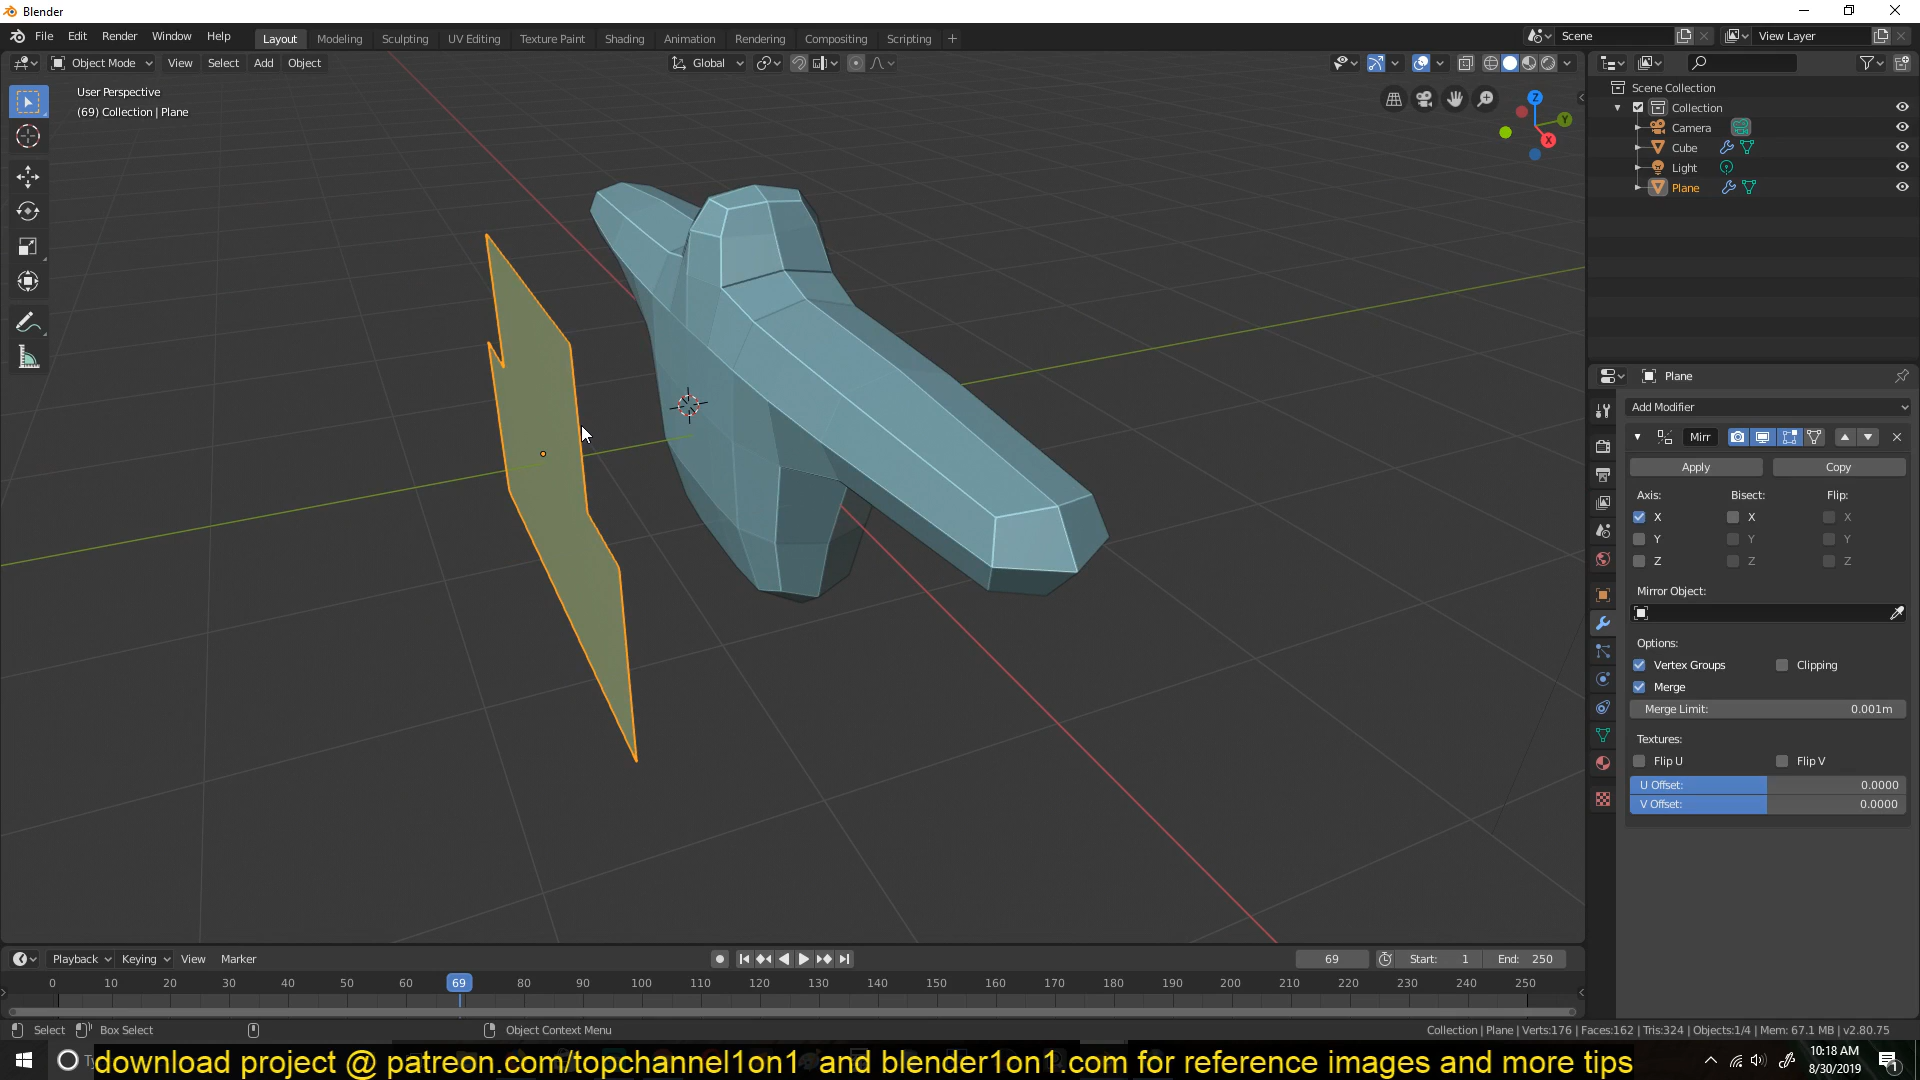 Blender
File Edit Render Window Help
Layout Modeling Sculpting UV Editing Texture Paint Shading Animation Rendering Compositing Scripting +
Scene
View Layer
Object Mode View Select Add Object
Global
User Perspective
(69) Collection | Plane
Z
Y
X
Scene Collection
Collection
Camera
Cube
Light
Plane
Plane
Add Modifier
Mirr
Apply Copy
Axis: Bisect: Flip:
X X X
Y Y Y
Z Z Z
Mirror Object:
Options:
Vertex Groups Clipping
Merge
Merge Limit: 0.001m
Textures:
Flip U Flip V
U Offset: 0.0000
V Offset: 0.0000
Playback Keying View Marker
69 Start: 1 End: 250
0 10 20 30 40 50 60 69 80 90 100 110 120 130 140 150 160 170 180 190 200 210 220 230 240 250
Select Box Select Object Context Menu
Collection | Plane | Verts:176 | Faces:162 | Tris:324 | Objects:1/4 | Mem: 67.1 MB | v2.80.75
download project @ patreon.com/topchannel1on1 and blender1on1.com for reference images and more tips
10:18 AM
8/30/2019
1